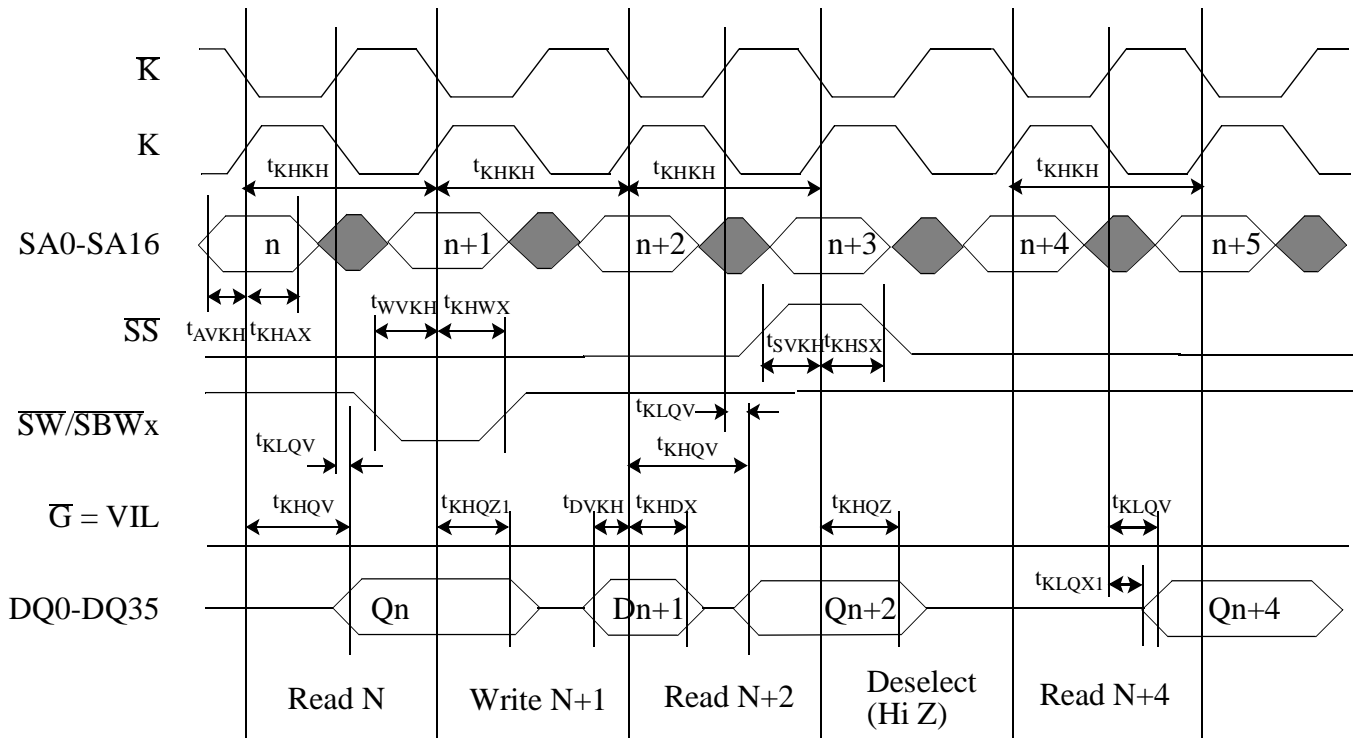 K̅
K
tKHKH tKHKH tKHKH tKHKH
SA0-SA16 n n+1 n+2 n+3 n+4 n+5
tAVKH tKHAX tWVKH tKHWX
S̅S̅ tSVKH tKHSX
S̅W̅/S̅B̅W̅x tKLQV tKLQV
tKHQV
G̅ = VIL tKHQV tKHQZ1 tDVKH tKHDX tKHQZ tKLQV
tKLQX1
DQ0-DQ35 Qn Dn+1 Qn+2 Qn+4
Read N Write N+1 Read N+2 Deselect Read N+4
(Hi Z)